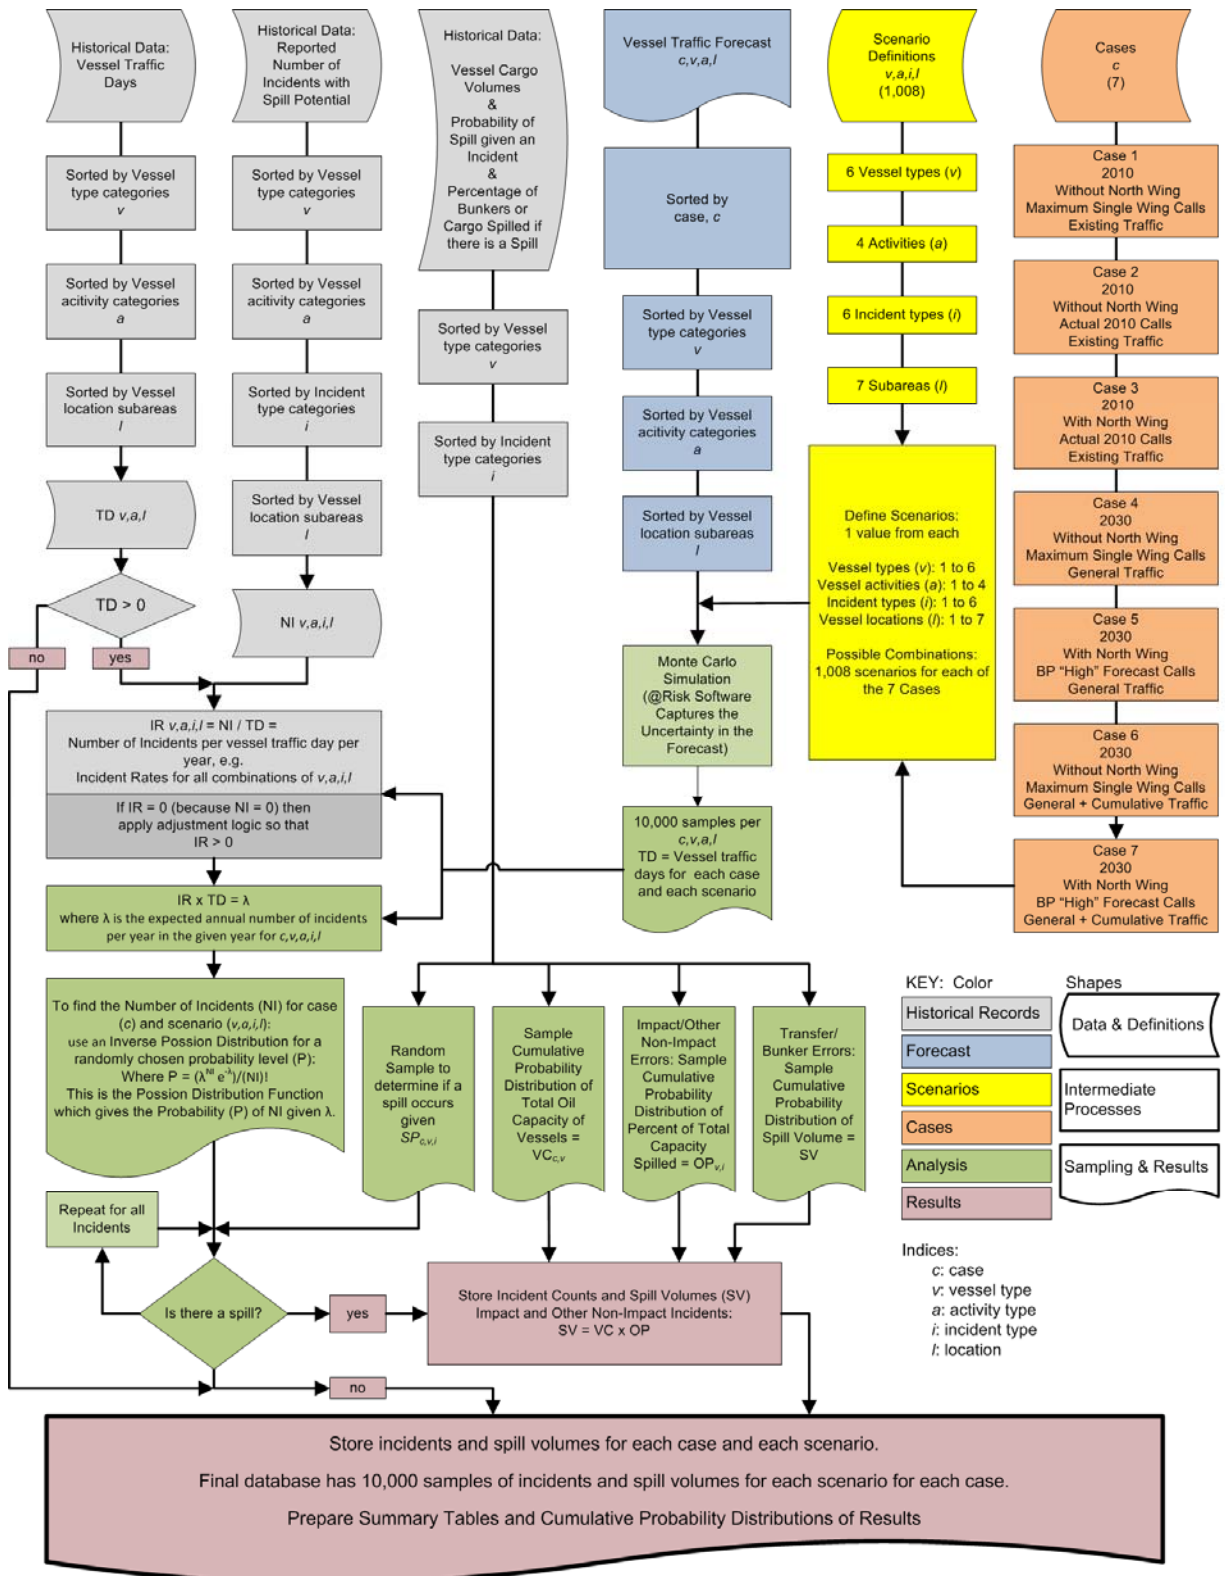 Historical Data:
Vessel Traffic
Days
Sorted by Vessel
type categories
v
Sorted by Vessel
acitivity categories
a
Sorted by Vessel
location subareas
l
TD v,a,l
TD > 0
no
yes
Historical Data:
Reported
Number of
Incidents with
Spill Potential
Sorted by Vessel
type categories
v
Sorted by Vessel
acitivity categories
a
Sorted by Incident
type categories
i
Sorted by Vessel
location subareas
l
NI v,a,i,l
IR v,a,i,l = NI / TD =
Number of Incidents per vessel traffic day per
year, e.g.
Incident Rates for all combinations of v,a,i,l
If IR = 0 (because NI = 0) then
apply adjustment logic so that
IR > 0
IR x TD = λ
where λ is the expected annual number of incidents
per year in the given year for c,v,a,i,l
To find the Number of Incidents (NI) for case
(c) and scenario (v,a,i,l):
use an Inverse Possion Distribution for a
randomly chosen probability level (P):
Where P = (λ^NI e^-λ)/(NI)!
This is the Possion Distribution Function
which gives the Probability (P) of NI given λ.
Historical Data:
Vessel Cargo
Volumes
&
Probability of
Spill given an
Incident
&
Percentage of
Bunkers or
Cargo Spilled if
there is a Spill
Sorted by Vessel
type categories
v
Sorted by Incident
type categories
i
Vessel Traffic Forecast
c,v,a,l
Sorted by
case, c
Sorted by Vessel
type categories
v
Sorted by Vessel
acitivity categories
a
Sorted by Vessel
location subareas
l
Monte Carlo
Simulation
(@Risk Software
Captures the
Uncertainty in the
Forecast)
10,000 samples per
c,v,a,l
TD = Vessel traffic
days for each case
and each scenario
Scenario
Definitions
v,a,i,l
(1,008)
6 Vessel types (v)
4 Activities (a)
6 Incident types (i)
7 Subareas (l)
Define Scenarios:
1 value from each
Vessel types (v): 1 to 6
Vessel activities (a): 1 to 4
Incident types (i): 1 to 6
Vessel locations (l): 1 to 7
Possible Combinations:
1,008 scenarios for each of
the 7 Cases
Cases
c
(7)
Case 1
2010
Without North Wing
Maximum Single Wing Calls
Existing Traffic
Case 2
2010
Without North Wing
Actual 2010 Calls
Existing Traffic
Case 3
2010
With North Wing
Actual 2010 Calls
Existing Traffic
Case 4
2030
Without North Wing
Maximum Single Wing Calls
General Traffic
Case 5
2030
With North Wing
BP “High” Forecast Calls
General Traffic
Case 6
2030
Without North Wing
Maximum Single Wing Calls
General + Cumulative Traffic
Case 7
2030
With North Wing
BP “High” Forecast Calls
General + Cumulative Traffic
Random
Sample to
determine if a
spill occurs
given
SPc,v,i
Sample
Cumulative
Probability
Distribution of
Total Oil
Capacity of
Vessels =
VCc,v
Impact/Other
Non-Impact
Errors: Sample
Cumulative
Probability
Distribution of
Percent of Total
Capacity
Spilled = OPv,i
Transfer/
Bunker Errors:
Sample
Cumulative
Probability
Distribution of
Spill Volume =
SV
Repeat for all
Incidents
Is there a spill?
yes
no
Store Incident Counts and Spill Volumes (SV)
Impact and Other Non-Impact Incidents:
SV = VC x OP
KEY: Color
Historical Records
Forecast
Scenarios
Cases
Analysis
Results
Shapes
Data & Definitions
Intermediate
Processes
Sampling & Results
Indices:
c: case
v: vessel type
a: activity type
i: incident type
l: location
Store incidents and spill volumes for each case and each scenario.
Final database has 10,000 samples of incidents and spill volumes for each scenario for each case.
Prepare Summary Tables and Cumulative Probability Distributions of Results